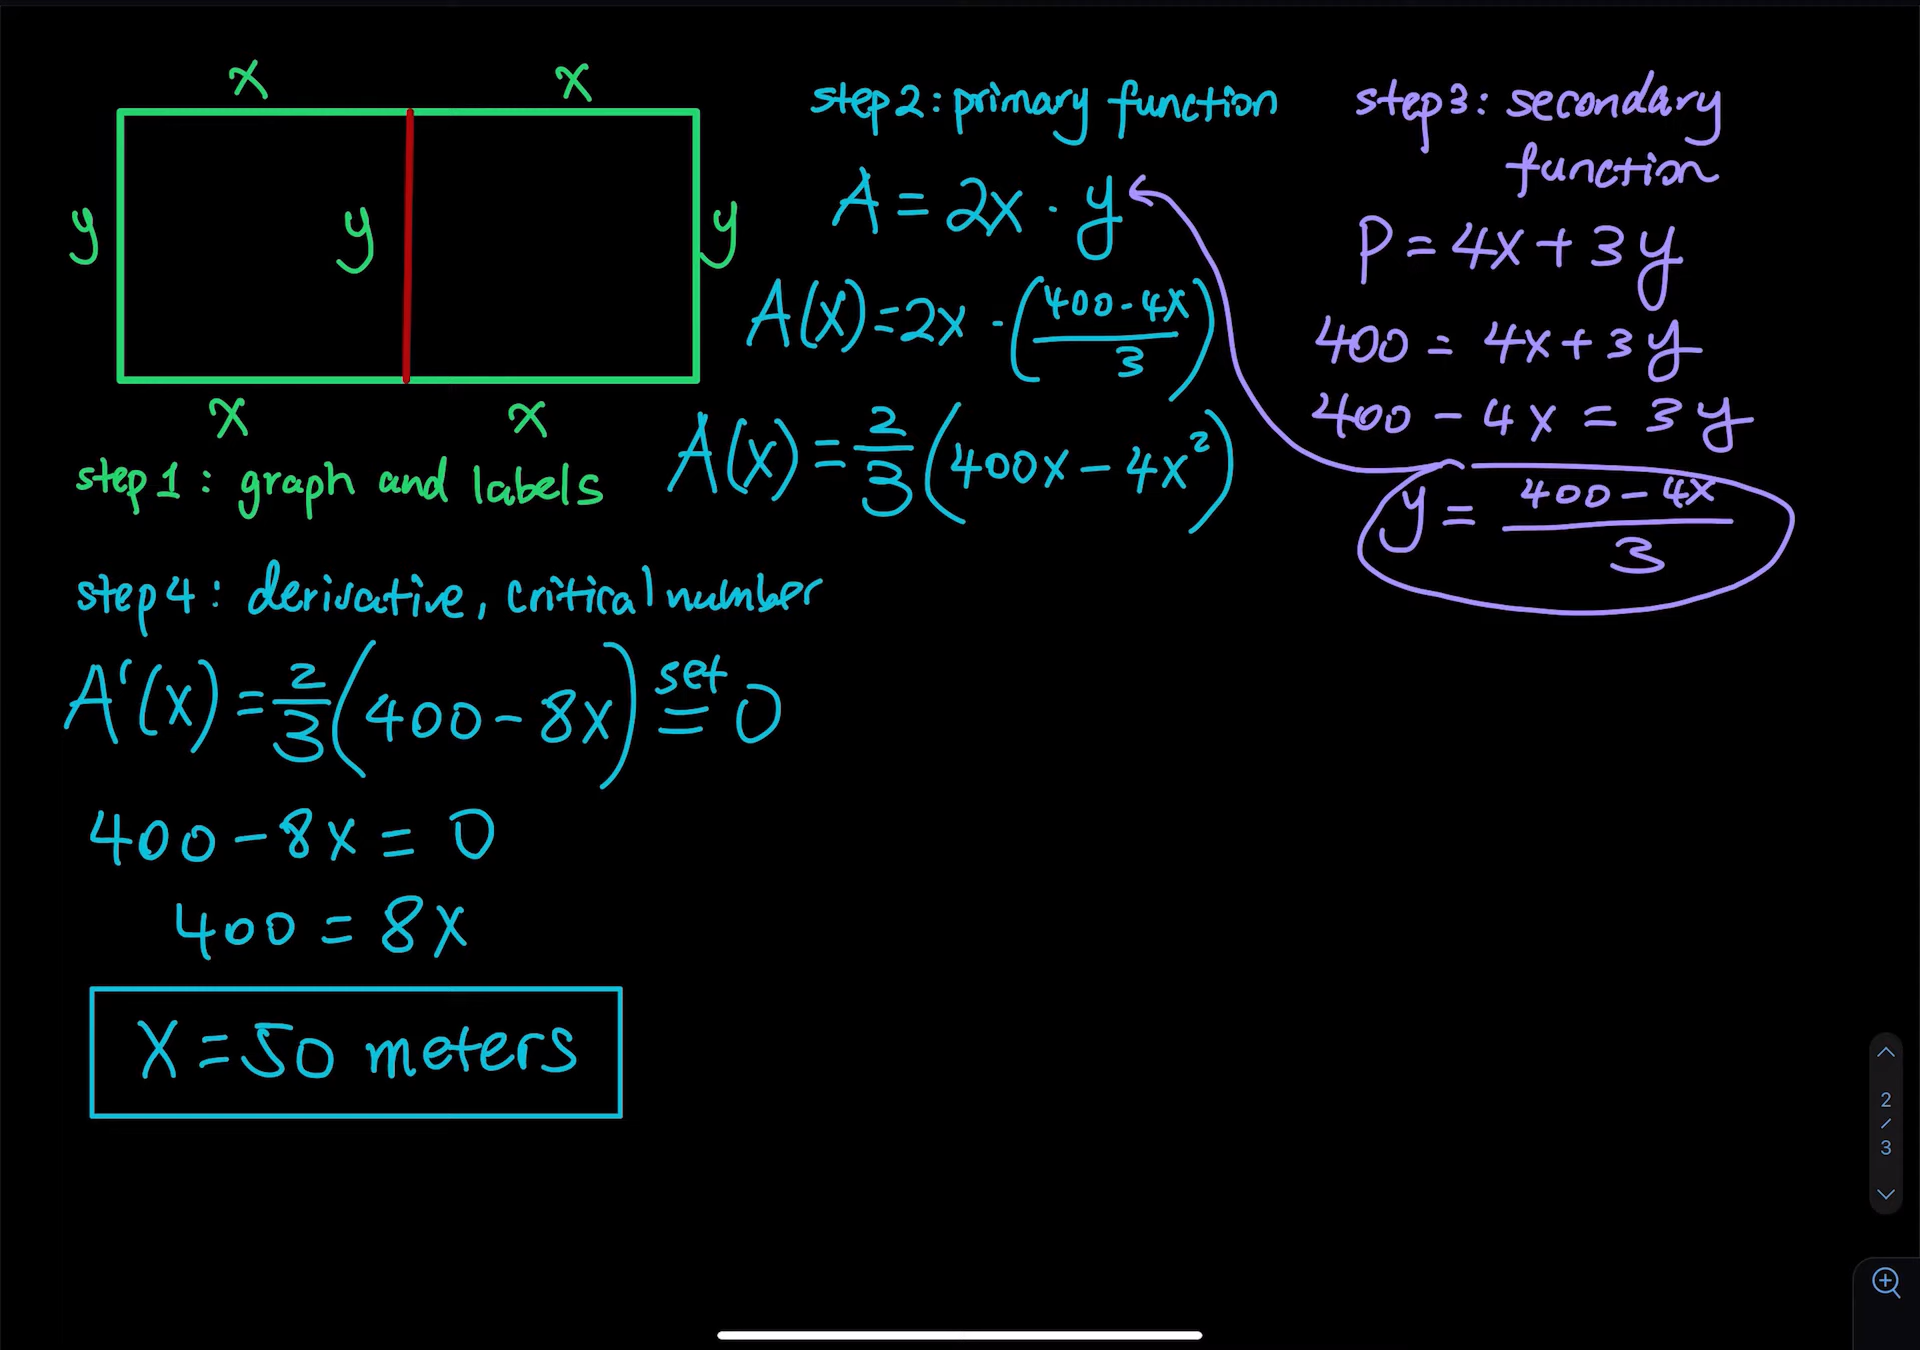 x x
y y y
x x
step 1 : graph and labels
step 2 : primary function
A = 2x · y
A(x) = 2x · (400 - 4x / 3)
A(x) = 2/3 (400x - 4x²)
step 3 : secondary
function
P = 4x + 3y
400 = 4x + 3y
400 - 4x = 3y
y = 400 - 4x / 3
step 4 : derivative, critical number
A'(x) = 2/3 (400 - 8x) set = 0
400 - 8x = 0
400 = 8x
x = 50 meters
2
/
3